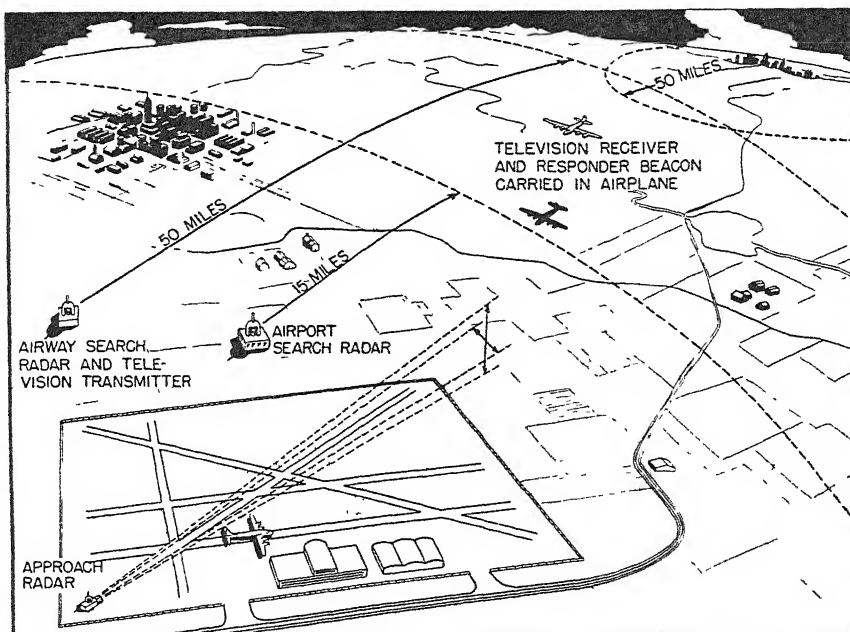 50 MILES
TELEVISION RECEIVER
AND RESPONDER BEACON
CARRIED IN AIRPLANE
50 MILES
15 MILES
AIRWAY SEARCH
RADAR AND TELE-
VISION TRANSMITTER
AIRPORT
SEARCH RADAR
APPROACH
RADAR